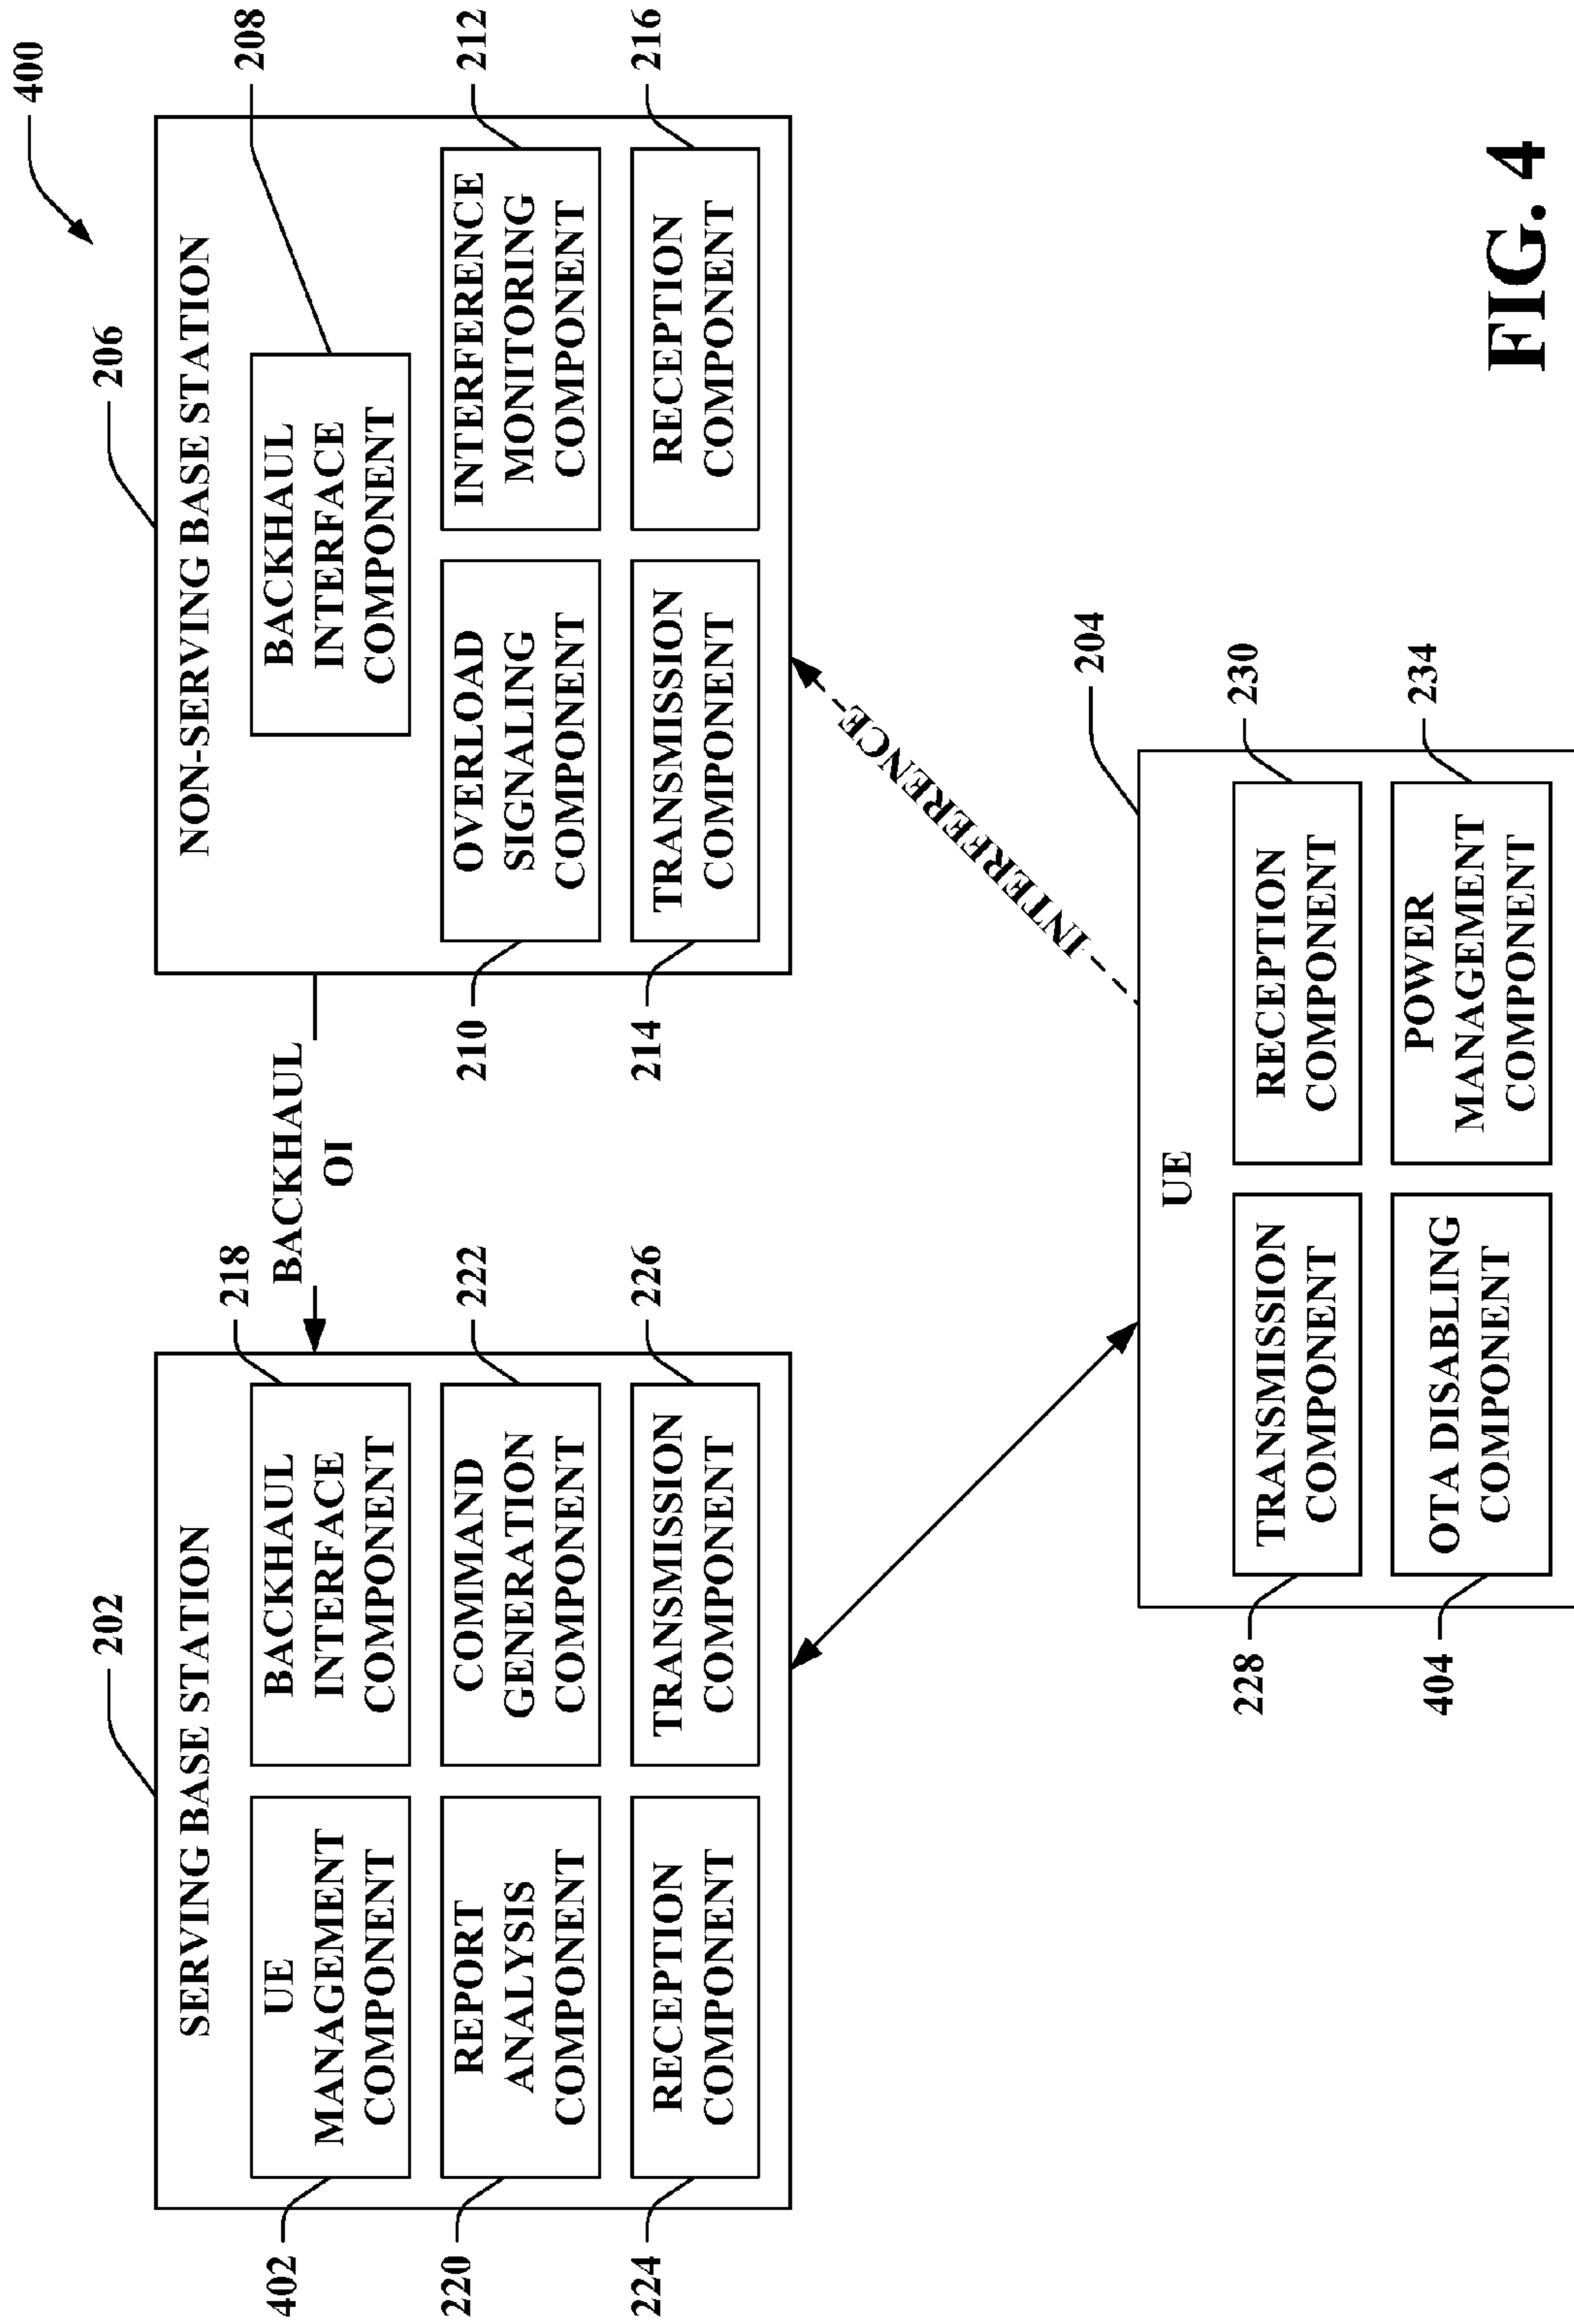 400
202
206
SERVING BASE STATION
NON-SERVING BASE STATION
402
UE
MANAGEMENT
COMPONENT
BACKHAUL
INTERFACE
COMPONENT
218
BACKHAUL
OI
BACKHAUL
INTERFACE
COMPONENT
208
220
REPORT
ANALYSIS
COMPONENT
COMMAND
GENERATION
COMPONENT
222
210
OVERLOAD
SIGNALING
COMPONENT
INTERFERENCE
MONITORING
COMPONENT
212
224
RECEPTION
COMPONENT
TRANSMISSION
COMPONENT
226
214
TRANSMISSION
COMPONENT
RECEPTION
COMPONENT
216
INTERFERENCE
204
UE
228
TRANSMISSION
COMPONENT
RECEPTION
COMPONENT
230
404
OTA DISABLING
COMPONENT
POWER
MANAGEMENT
COMPONENT
234
FIG. 4